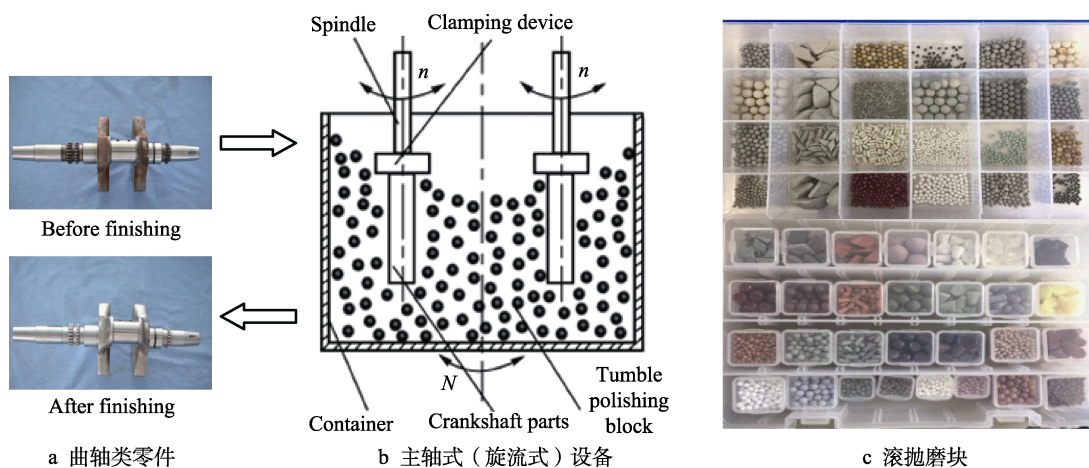 Spindle
Clamping device
n
n
Before finishing
After finishing
N
Container
Crankshaft parts
Tumble
polishing
block
a 曲轴类零件
b 主轴式（旋流式）设备
c 滚抛磨块